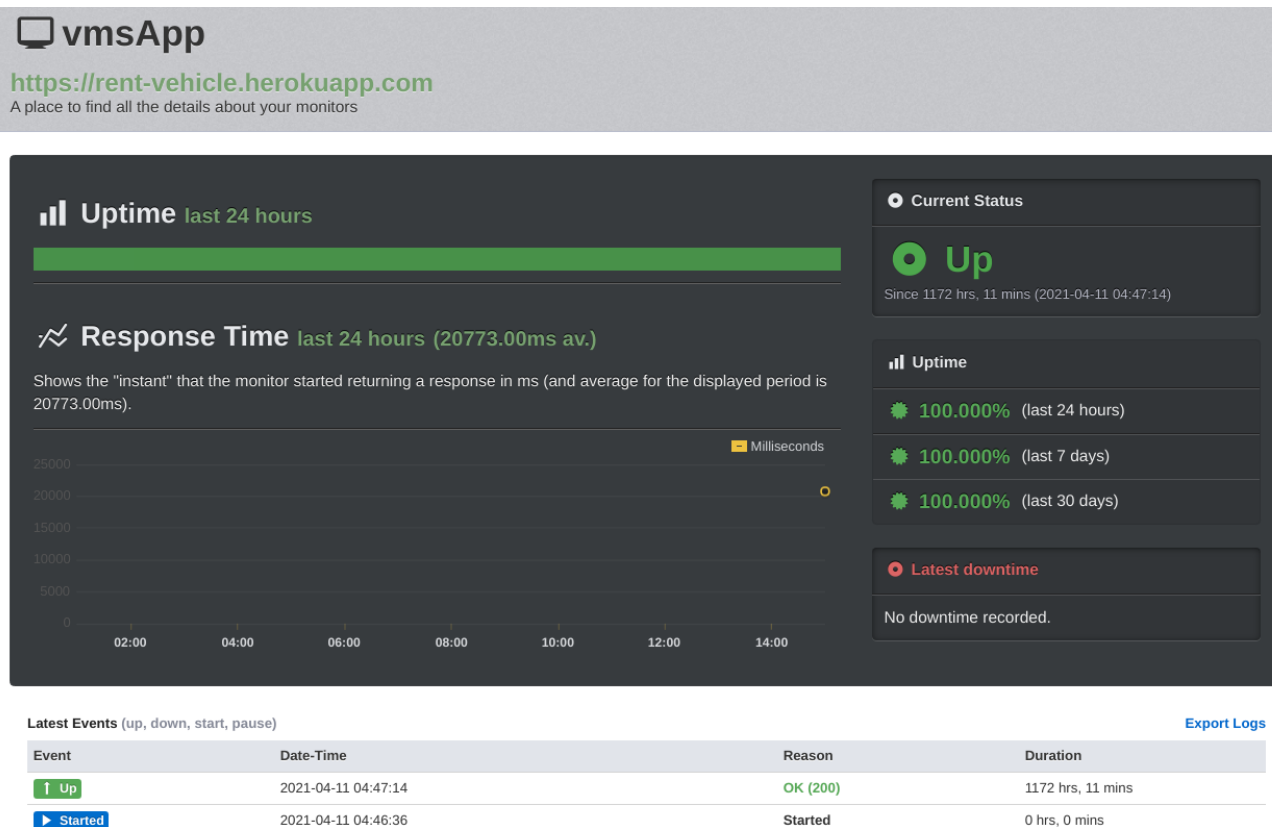 vmsApp
https://rent-vehicle.herokuapp.com
A place to find all the details about your monitors
Uptime last 24 hours
Response Time last 24 hours (20773.00ms av.)
Shows the "instant" that the monitor started returning a response in ms (and average for the displayed period is
20773.00ms).
Milliseconds
25000
20000
15000
10000
5000
0
02:00 04:00 06:00 08:00 10:00 12:00 14:00
Current Status
Up
Since 1172 hrs, 11 mins (2021-04-11 04:47:14)
Uptime
100.000% (last 24 hours)
100.000% (last 7 days)
100.000% (last 30 days)
Latest downtime
No downtime recorded.
Latest Events (up, down, start, pause) Export Logs
Event Date-Time Reason Duration
Up 2021-04-11 04:47:14 OK (200) 1172 hrs, 11 mins
Started 2021-04-11 04:46:36 Started 0 hrs, 0 mins